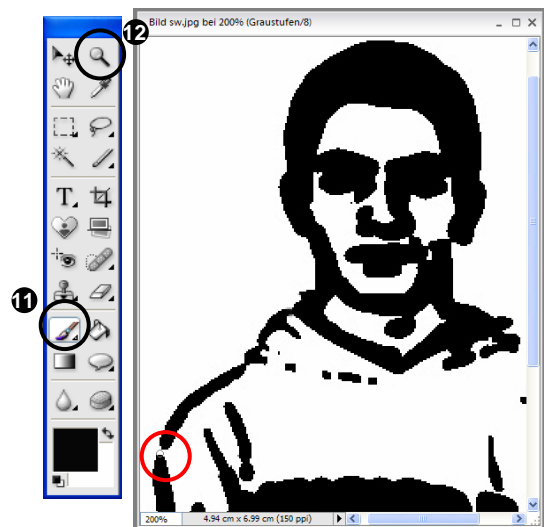 Bild sw.jpg bei 200% (Graustufen/8)
12
T
11
200%
4.94 cm x 6.99 cm (150 ppi)